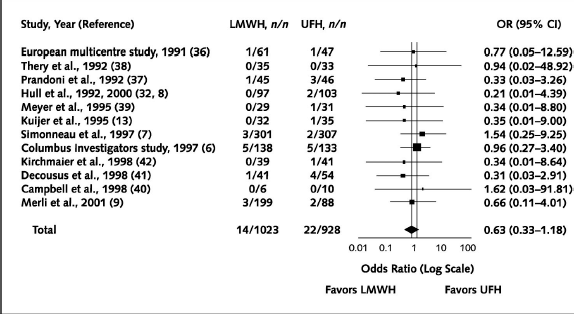 Study, Year (Reference) LMWH, n/n UFH, n/n OR (95% CI)
European multicentre study, 1991 (36) 1/61 1/47 0.77 (0.05–12.59)
Thery et al., 1992 (38) 0/35 0/33 0.94 (0.02–48.92)
Prandoni et al., 1992 (37) 1/45 3/46 0.33 (0.03–3.26)
Hull et al., 1992, 2000 (32, 8) 0/97 2/103 0.21 (0.01–4.39)
Meyer et al., 1995 (39) 0/29 1/31 0.34 (0.01–8.80)
Kuijer et al., 1995 (13) 0/32 1/35 0.35 (0.01–9.00)
Simonneau et al., 1997 (7) 3/301 2/307 1.54 (0.25–9.25)
Columbus Investigators study, 1997 (6) 5/138 5/133 0.96 (0.27–3.40)
Kirchmaier et al., 1998 (42) 0/39 1/41 0.34 (0.01–8.64)
Decousus et al., 1998 (41) 1/41 4/54 0.31 (0.03–2.91)
Campbell et al., 1998 (40) 0/6 0/10 1.62 (0.03–91.81)
Merli et al., 2001 (9) 3/199 2/88 0.66 (0.11–4.01)
Total 14/1023 22/928 0.63 (0.33–1.18)
0.01 0.1 0 1 10 100
Odds Ratio (Log Scale)
Favors LMWH Favors UFH